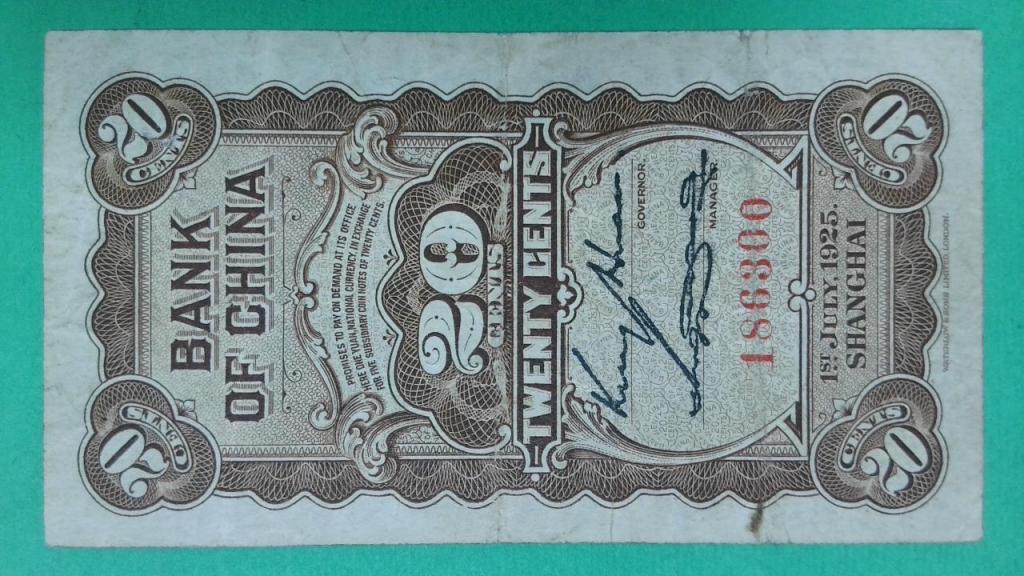 20 CENTS
20 CENTS
BANK
OF CHINA
PROMISES TO PAY ON DEMAND AT ITS OFFICE
HERE ONE YUAN, NATIONAL CURRENCY, IN EXCHANGE
FOR FIVE SUBSIDIARY COIN NOTES OF TWENTY CENTS.
20
CENTS
TWENTY CENTS
GOVERNOR.
MANAGER.
186300
1ST JULY, 1925.
SHANGHAI
20 CENTS
20 CENTS